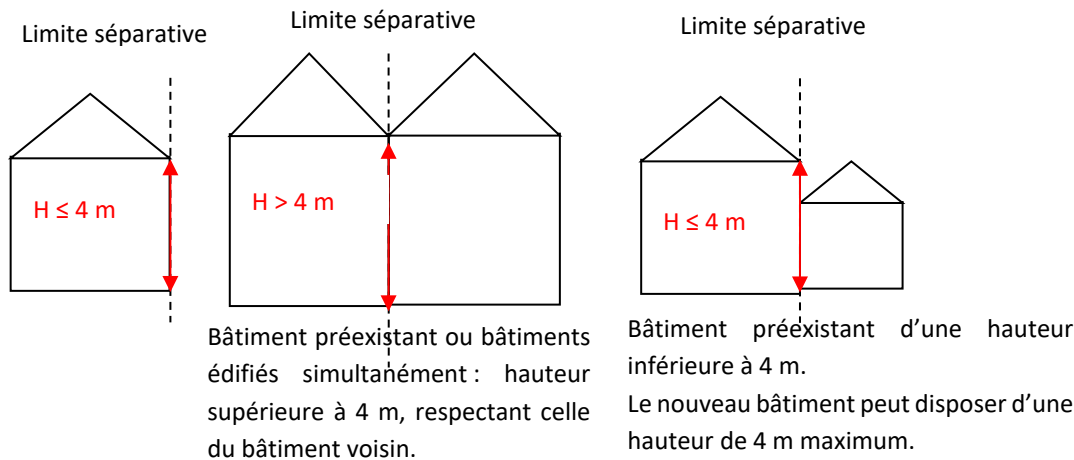 Limite séparative
Limite séparative
Limite séparative
H ≤ 4 m
H > 4 m
H ≤ 4 m
Bâtiment préexistant ou bâtiments
édifiés simultanément : hauteur
supérieure à 4 m, respectant celle
du bâtiment voisin.
Bâtiment préexistant d’une hauteur
inférieure à 4 m.
Le nouveau bâtiment peut disposer d’une
hauteur de 4 m maximum.